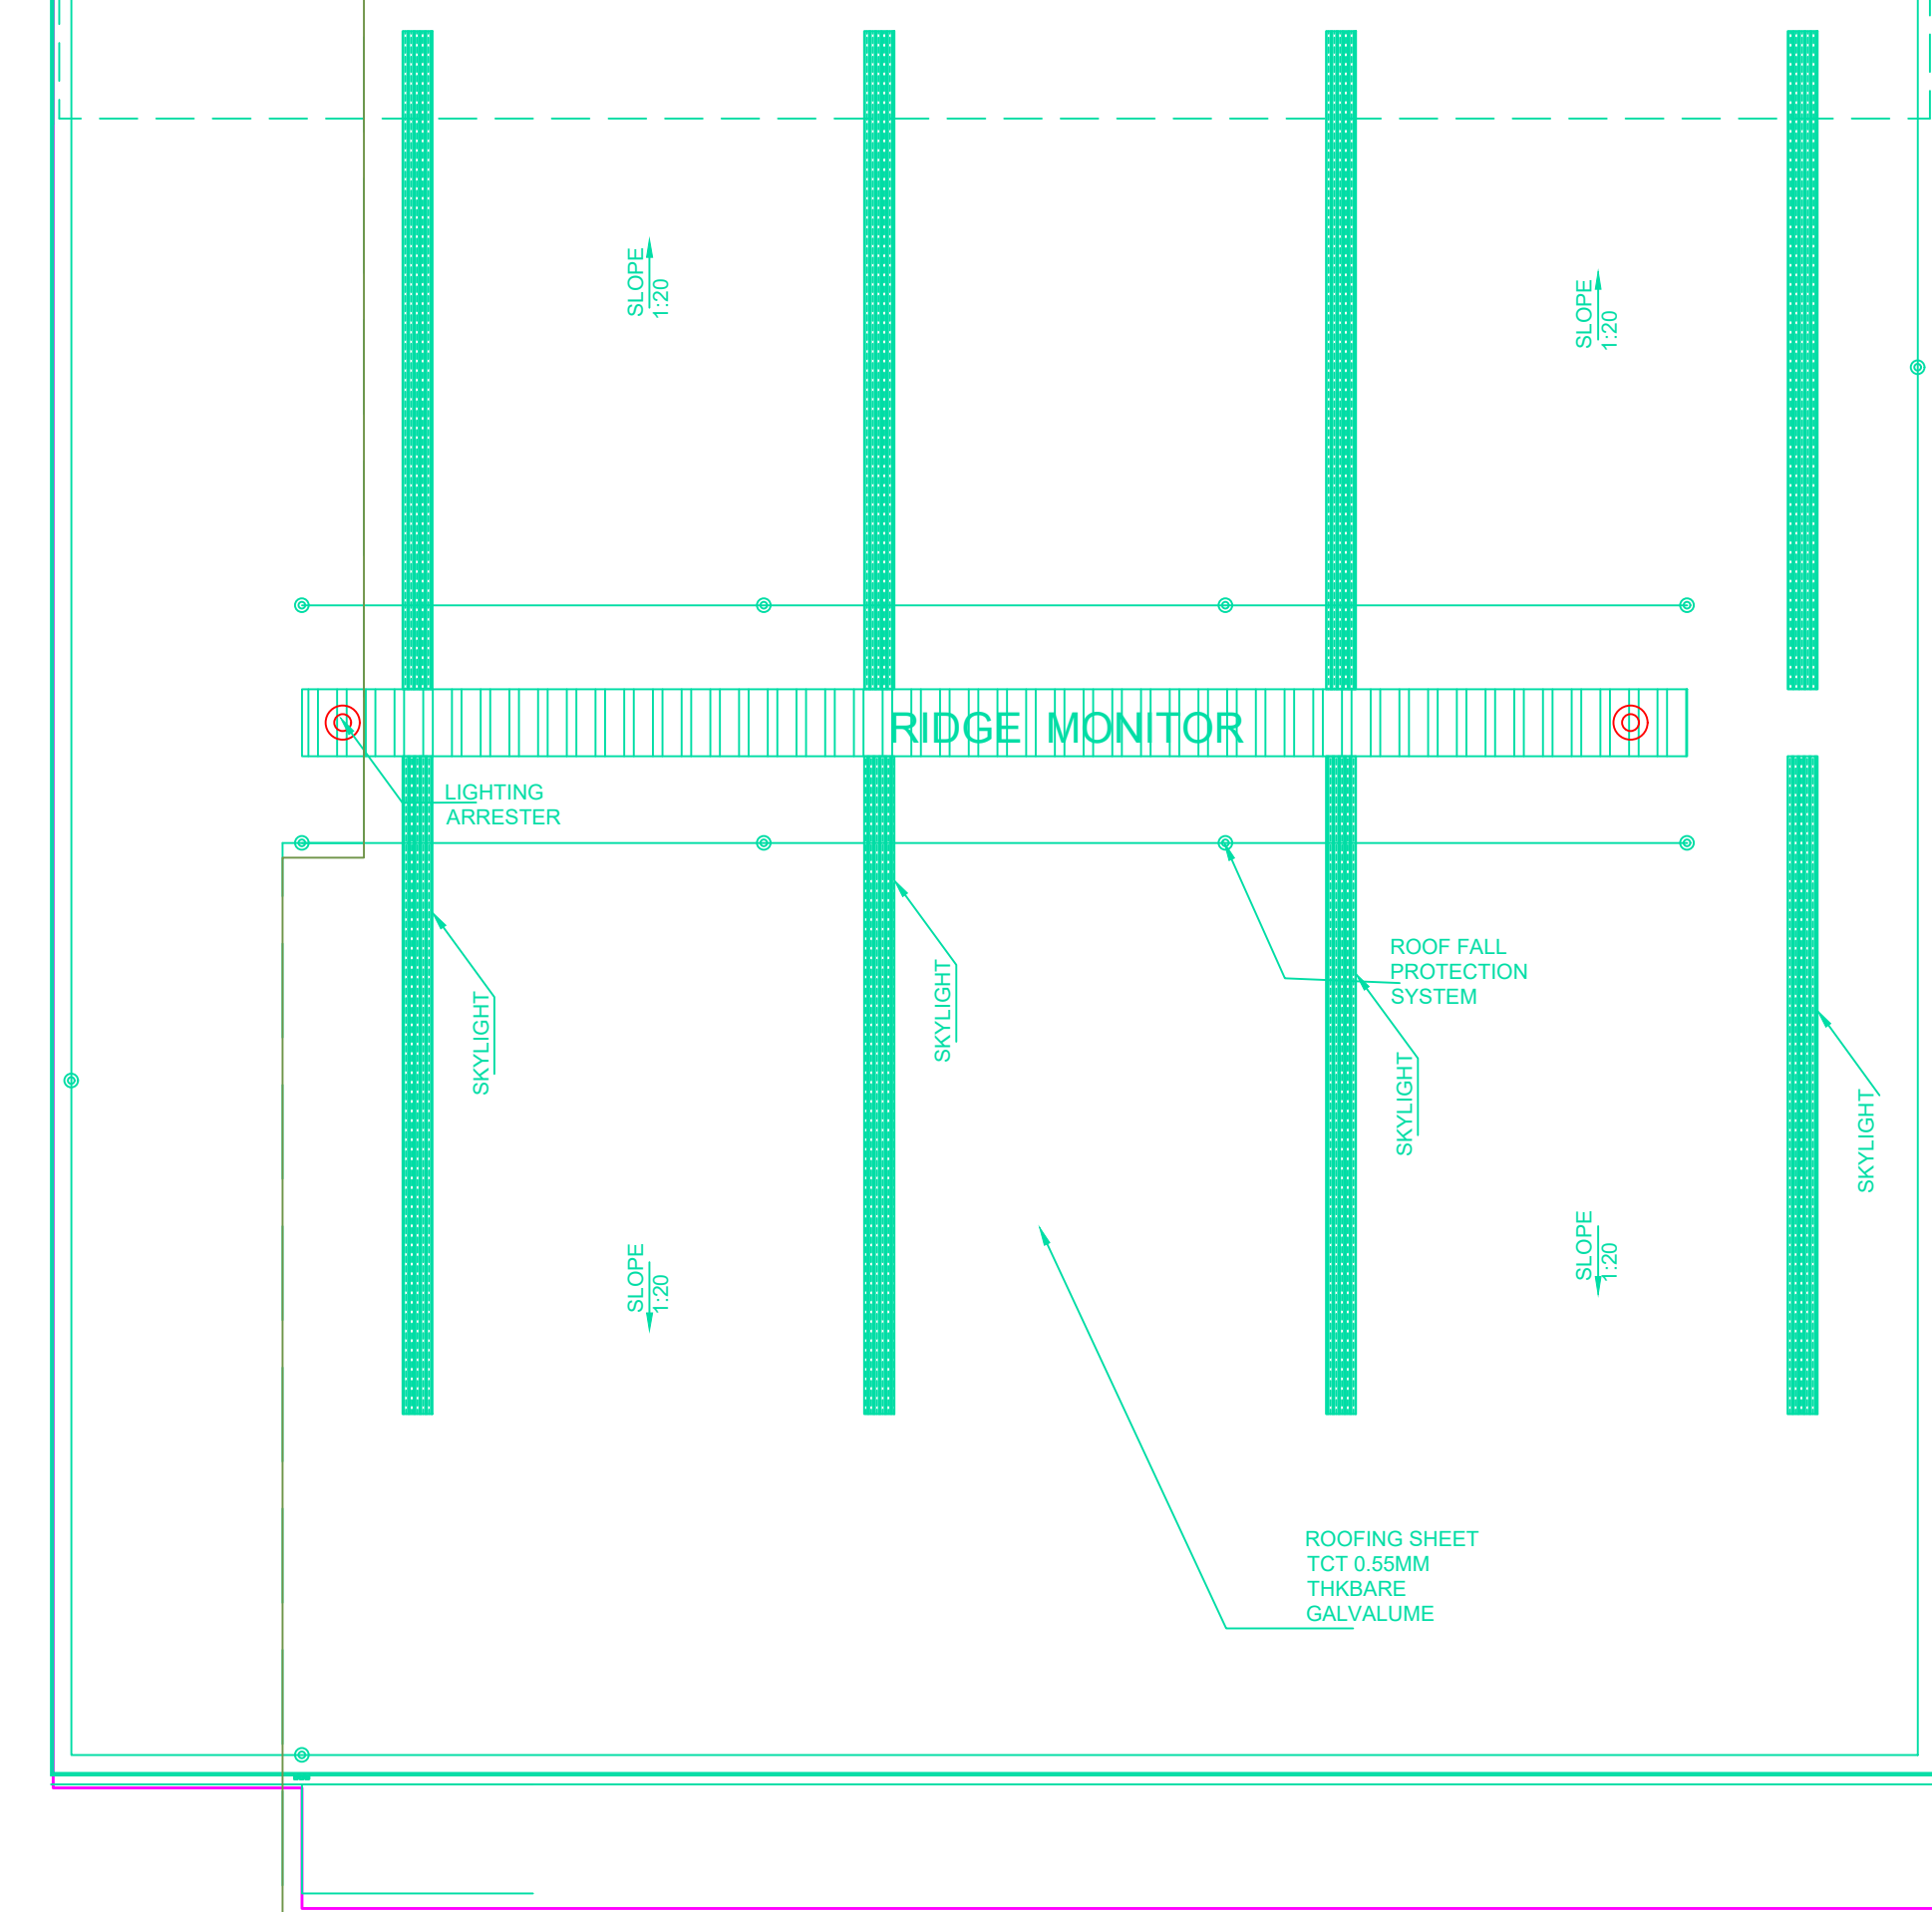 SLOPE
1:20
SLOPE
1:20
RIDGE MONITOR
LIGHTING
ARRESTER
ROOF FALL
PROTECTION
SYSTEM
SKYLIGHT
SKYLIGHT
SKYLIGHT
SKYLIGHT
SLOPE
1:20
SLOPE
1:20
ROOFING SHEET
TCT 0.55MM
THKBARE
GALVALUME